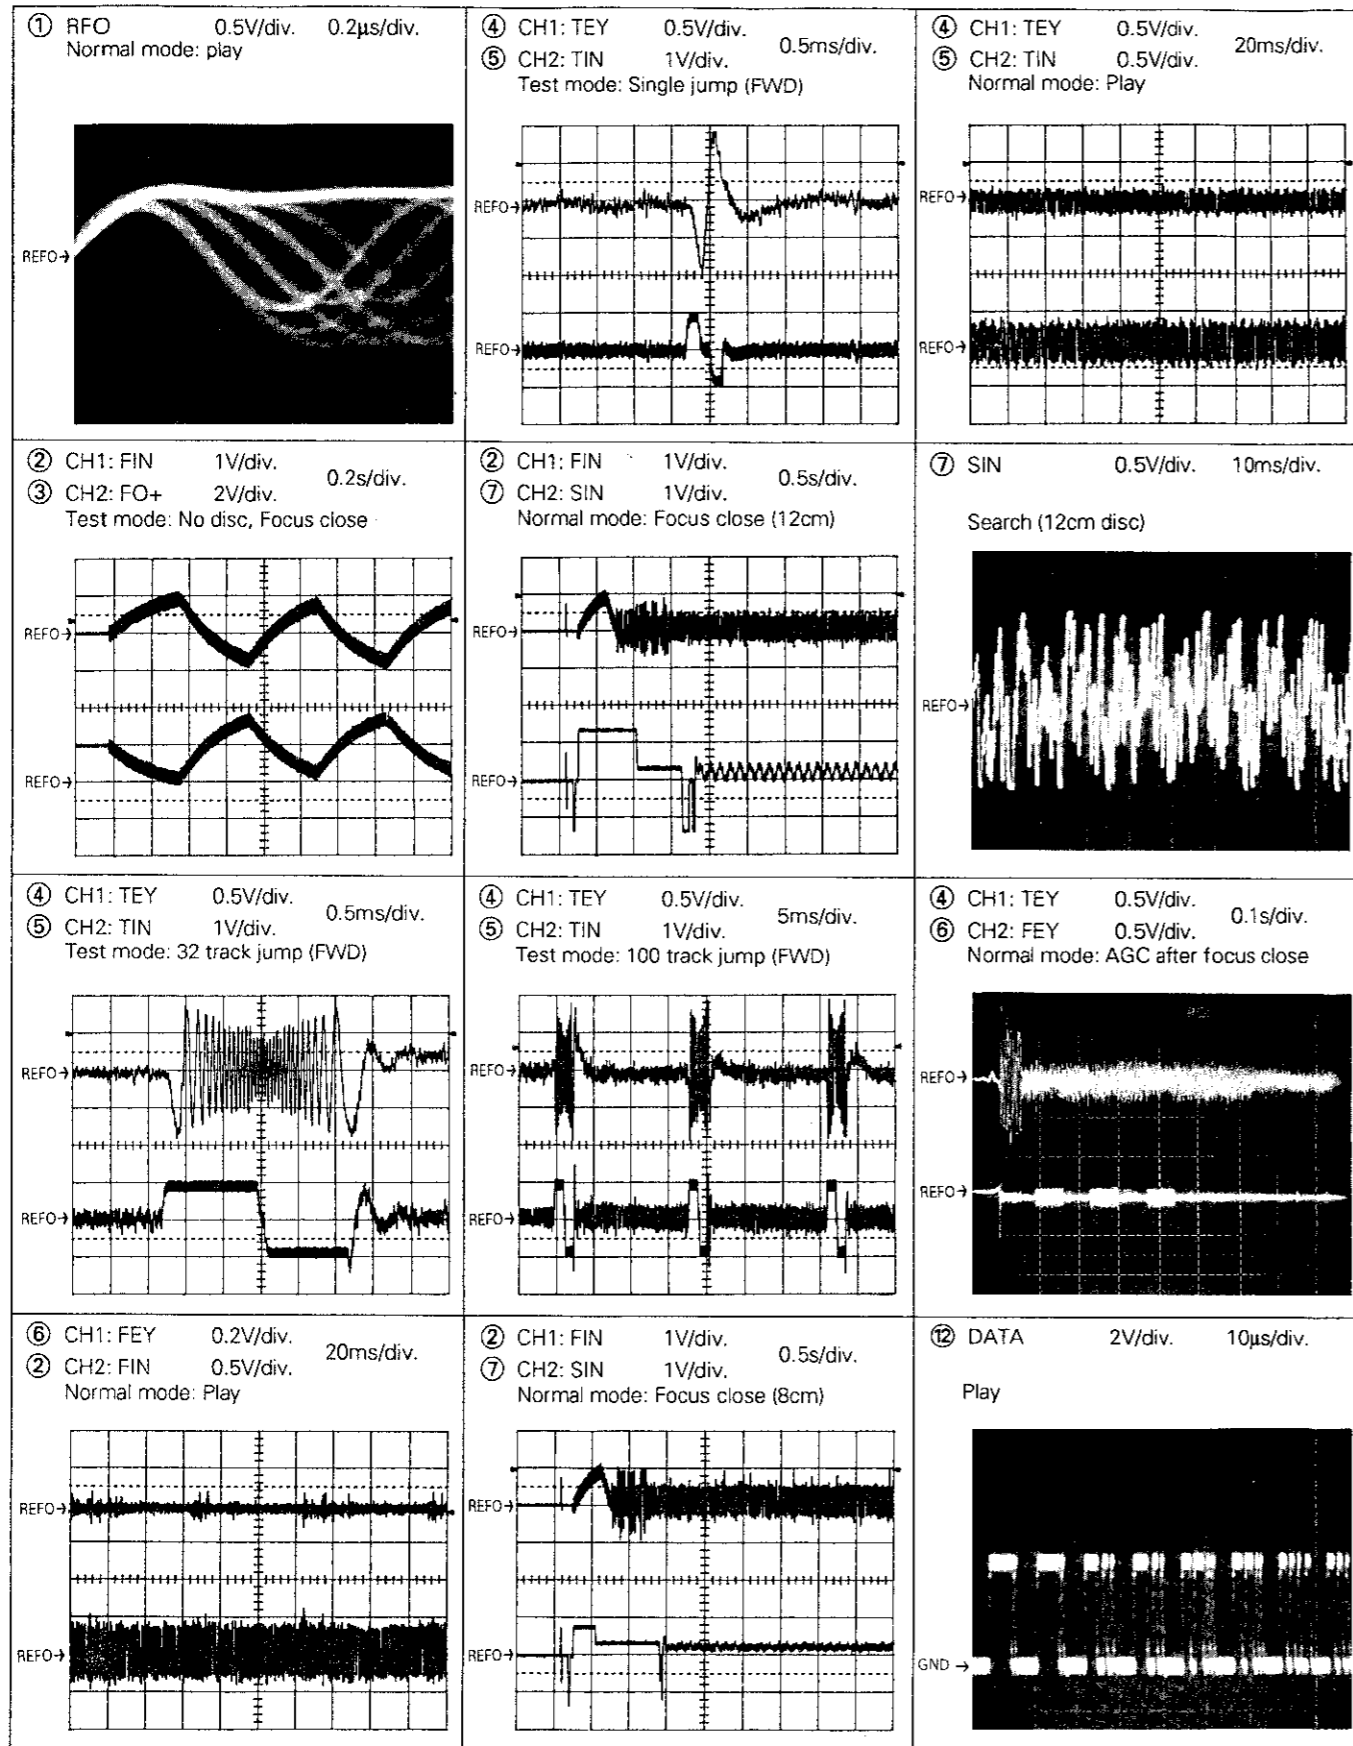 ① RFO 0.5V/div. 0.2µs/div.
Normal mode: play
REFO→
④ CH1: TEY 0.5V/div.
0.5ms/div.
⑤ CH2: TIN 1V/div.
Test mode: Single jump (FWD)
REFO→
REFO→
④ CH1: TEY 0.5V/div.
20ms/div.
⑤ CH2: TIN 0.5V/div.
Normal mode: Play
REFO→
REFO→
② CH1: FIN 1V/div.
0.2s/div.
③ CH2: FO+ 2V/div.
Test mode: No disc, Focus close
REFO→
REFO→
② CH1: FIN 1V/div.
0.5s/div.
⑦ CH2: SIN 1V/div.
Normal mode: Focus close (12cm)
REFO→
REFO→
⑦ SIN 0.5V/div. 10ms/div.
Search (12cm disc)
REFO→
④ CH1: TEY 0.5V/div.
0.5ms/div.
⑤ CH2: TIN 1V/div.
Test mode: 32 track jump (FWD)
REFO→
REFO→
④ CH1: TEY 0.5V/div.
5ms/div.
⑤ CH2: TIN 1V/div.
Test mode: 100 track jump (FWD)
REFO→
REFO→
④ CH1: TEY 0.5V/div.
0.1s/div.
⑥ CH2: FEY 0.5V/div.
Normal mode: AGC after focus close
REFO→
REFO→
⑥ CH1: FEY 0.2V/div.
20ms/div.
② CH2: FIN 0.5V/div.
Normal mode: Play
REFO→
REFO→
② CH1: FIN 1V/div.
0.5s/div.
⑦ CH2: SIN 1V/div.
Normal mode: Focus close (8cm)
REFO→
REFO→
⑫ DATA 2V/div. 10µs/div.
Play
GND →